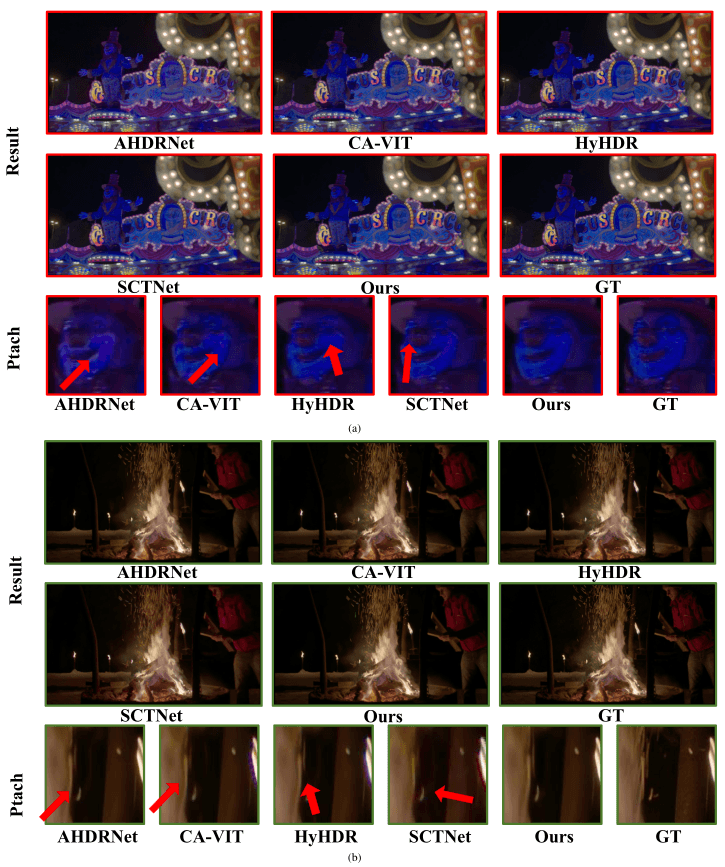 Result
AHDRNet CA-VIT HyHDR
SCTNet Ours GT
Ptach
AHDRNet CA-VIT HyHDR SCTNet Ours GT
(a)
Result
AHDRNet CA-VIT HyHDR
SCTNet Ours GT
Ptach
AHDRNet CA-VIT HyHDR SCTNet Ours GT
(b)